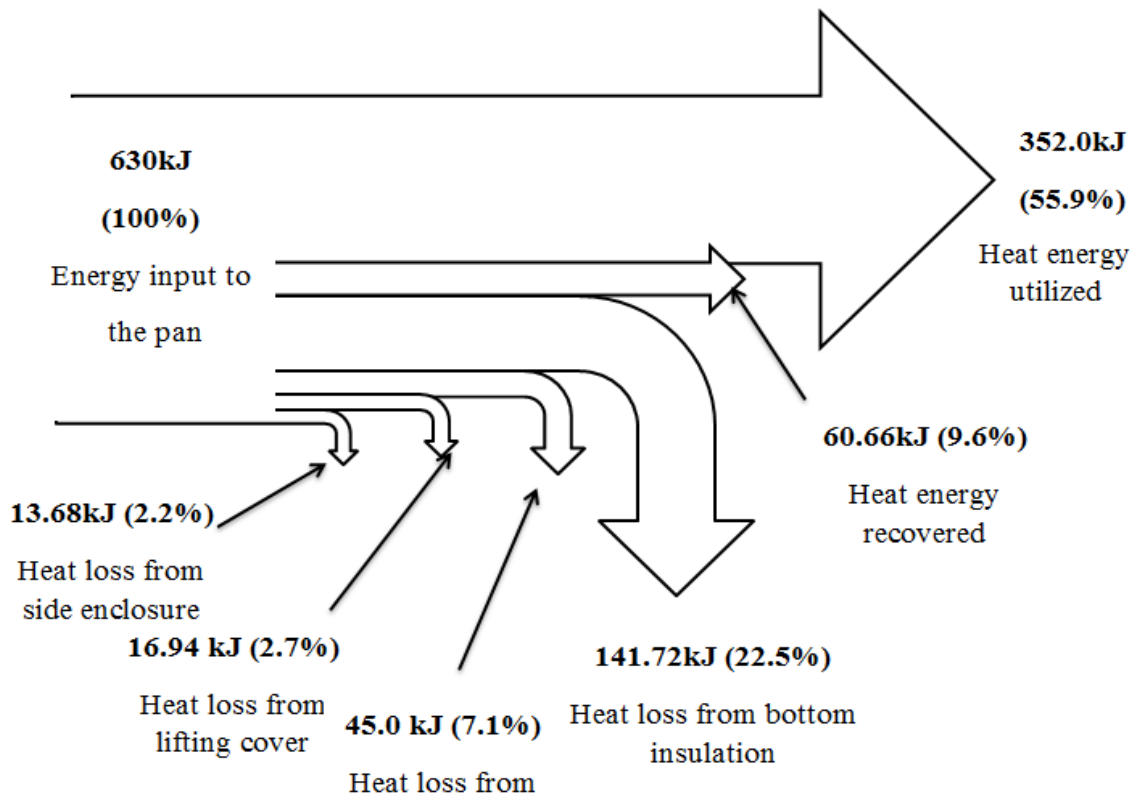 630kJ
(100%)
Energy input to
the pan
352.0kJ
(55.9%)
Heat energy
utilized
60.66kJ (9.6%)
Heat energy
recovered
13.68kJ (2.2%)
Heat loss from
side enclosure
16.94 kJ (2.7%)
Heat loss from
lifting cover
45.0 kJ (7.1%)
Heat loss from
141.72kJ (22.5%)
Heat loss from bottom
insulation